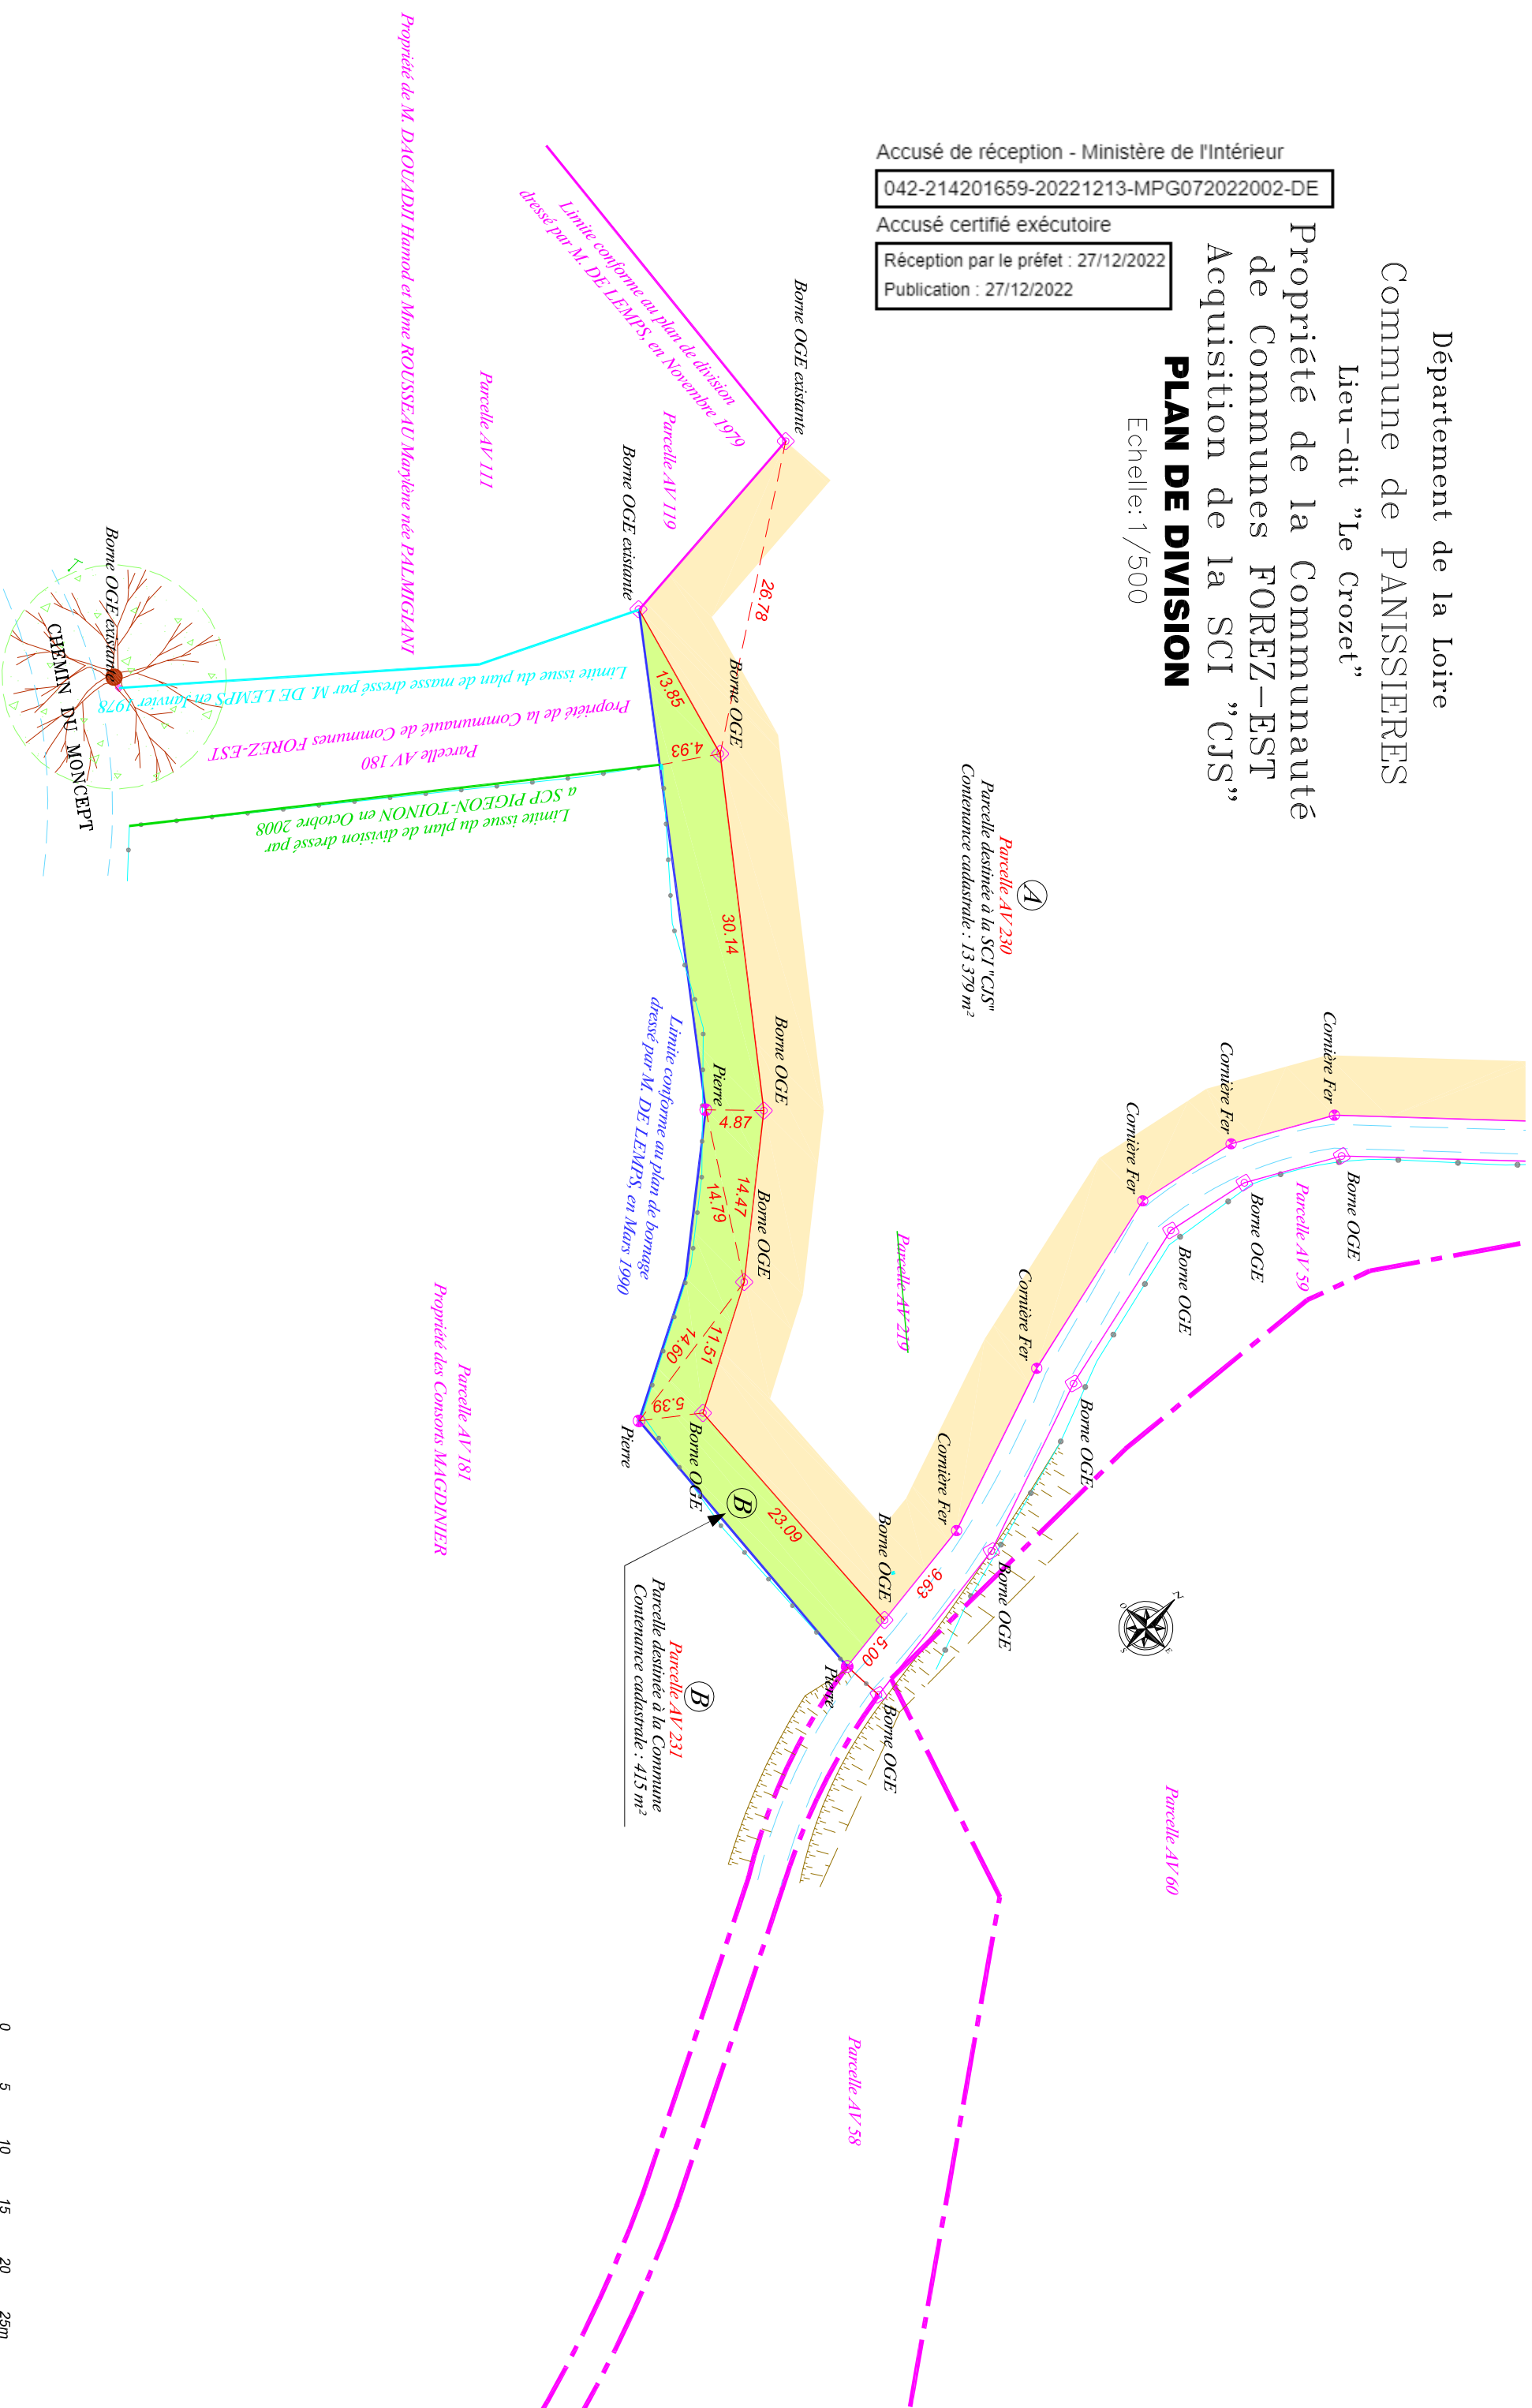 Accusé de réception - Ministère de l'Intérieur
042-214201659-20221213-MPG072022002-DE
Accusé certifié exécutoire
Réception par le préfet : 27/12/2022
Publication : 27/12/2022
Département de la Loire
Commune de PANISSIERES
Lieu-dit "Le Crozet"
Propriété de la Communauté
de Communes FOREZ-EST
Acquisition de la SCI "CJS"
PLAN DE DIVISION
Echelle: 1/500
A
Parcelle AV 230
Parcelle destinée à la SCI "CJS"
Contenance cadastrale : 13 379 m²
Cornière Fer
Cornière Fer
Cornière Fer
Cornière Fer
Cornière Fer
Borne OGE
Borne OGE
Borne OGE
Borne OGE
Borne OGE
Borne OGE
Borne OGE
Parcelle AV 59
Parcelle AV 219
Parcelle AV 60
Parcelle AV 58
N
E
S
O
Borne OGE existante
Limite conforme au plan de division
dressé par M. DE LEMPS, en Novembre 1979
Parcelle AV 119
Borne OGE existante
Parcelle AV 111
Propriété de M. DAOUADJI Hamod et Mme ROUSSEAU Marylène née PALMIGIANI
Borne OGE existante
CHEMIN DU MONCEPT
Limite issue du plan de masse dressé par M. DE LEMPS en Janvier 1978
Propriété de la Communauté de Communes FOREZ-EST
Parcelle AV 180
Limite issue du plan de division dressé par
a SCP PIGEON-TOINON en Octobre 2008
26.78
13.85
Borne OGE
4.93
30.14
Borne OGE
Pierre
4.87
14.47
14.79
Borne OGE
11.51
14.60
5.39
Borne OGE
Pierre
23.09
9.63
5.00
Pierre
B
Limite conforme au plan de bornage
dressé par M. DE LEMPS, en Mars 1990
Parcelle AV 181
Propriété des Consorts MAGDINIER
B
Parcelle AV 231
Parcelle destinée à la Commune
Contenance cadastrale : 415 m²
0
5
10
15
20
25m